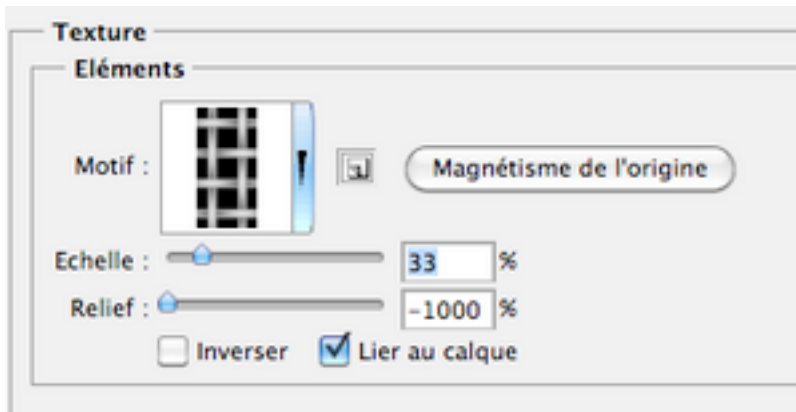 Texture
Eléments
Motif :
Magnétisme de l'origine
Echelle : 33 %
Relief : -1000 %
Inverser Lier au calque